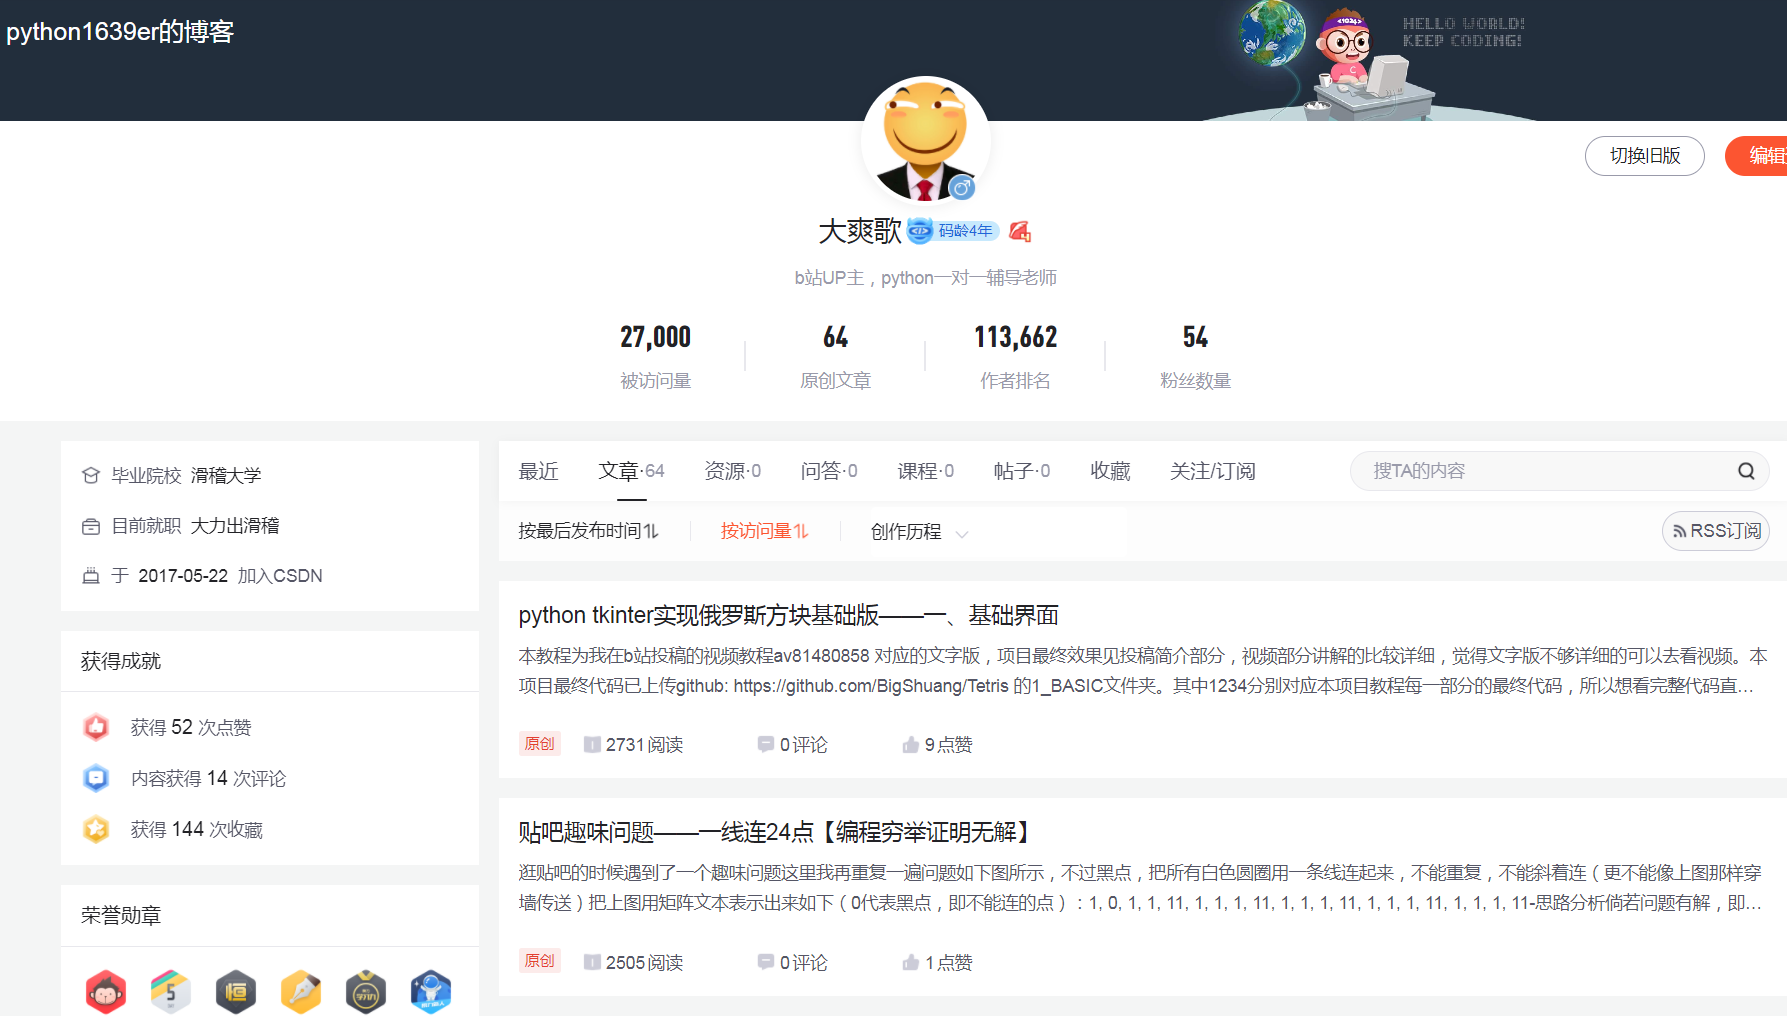 python1639er的博客
<1024>
HELLO WORLD!
KEEP CODING!
C
切换旧版
编辑
大爽歌 码龄4年
b站UP主，python一对一辅导老师
27,000 64 113,662 54
被访问量 原创文章 作者排名 粉丝数量
毕业院校 滑稽大学
目前就职 大力出滑稽
于 2017-05-22 加入CSDN
获得成就
获得 52 次点赞
内容获得 14 次评论
获得 144 次收藏
荣誉勋章
5
恒
最近 文章·64 资源·0 问答·0 课程·0 帖子·0 收藏 关注/订阅 搜TA的内容
按最后发布时间 按访问量 创作历程 RSS订阅
python tkinter实现俄罗斯方块基础版——一、基础界面
本教程为我在b站投稿的视频教程av81480858 对应的文字版，项目最终效果见投稿简介部分，视频部分讲解的比较详细，觉得文字版不够详细的可以去看视频。本
项目最终代码已上传github: https://github.com/BigShuang/Tetris 的1_BASIC文件夹。其中1234分别对应本项目教程每一部分的最终代码，所以想看完整代码直…
原创 2731阅读 0评论 9点赞
贴吧趣味问题——一线连24点【编程穷举证明无解】
逛贴吧的时候遇到了一个趣味问题这里我再重复一遍问题如下图所示，不过黑点，把所有白色圆圈用一条线连起来，不能重复，不能斜着连（更不能像上图那样穿
墙传送）把上图用矩阵文本表示出来如下（0代表黑点，即不能连的点）：1, 0, 1, 1, 11, 1, 1, 1, 11, 1, 1, 1, 11, 1, 1, 1, 11, 1, 1, 1, 11-思路分析倘若问题有解，即…
原创 2505阅读 0评论 1点赞